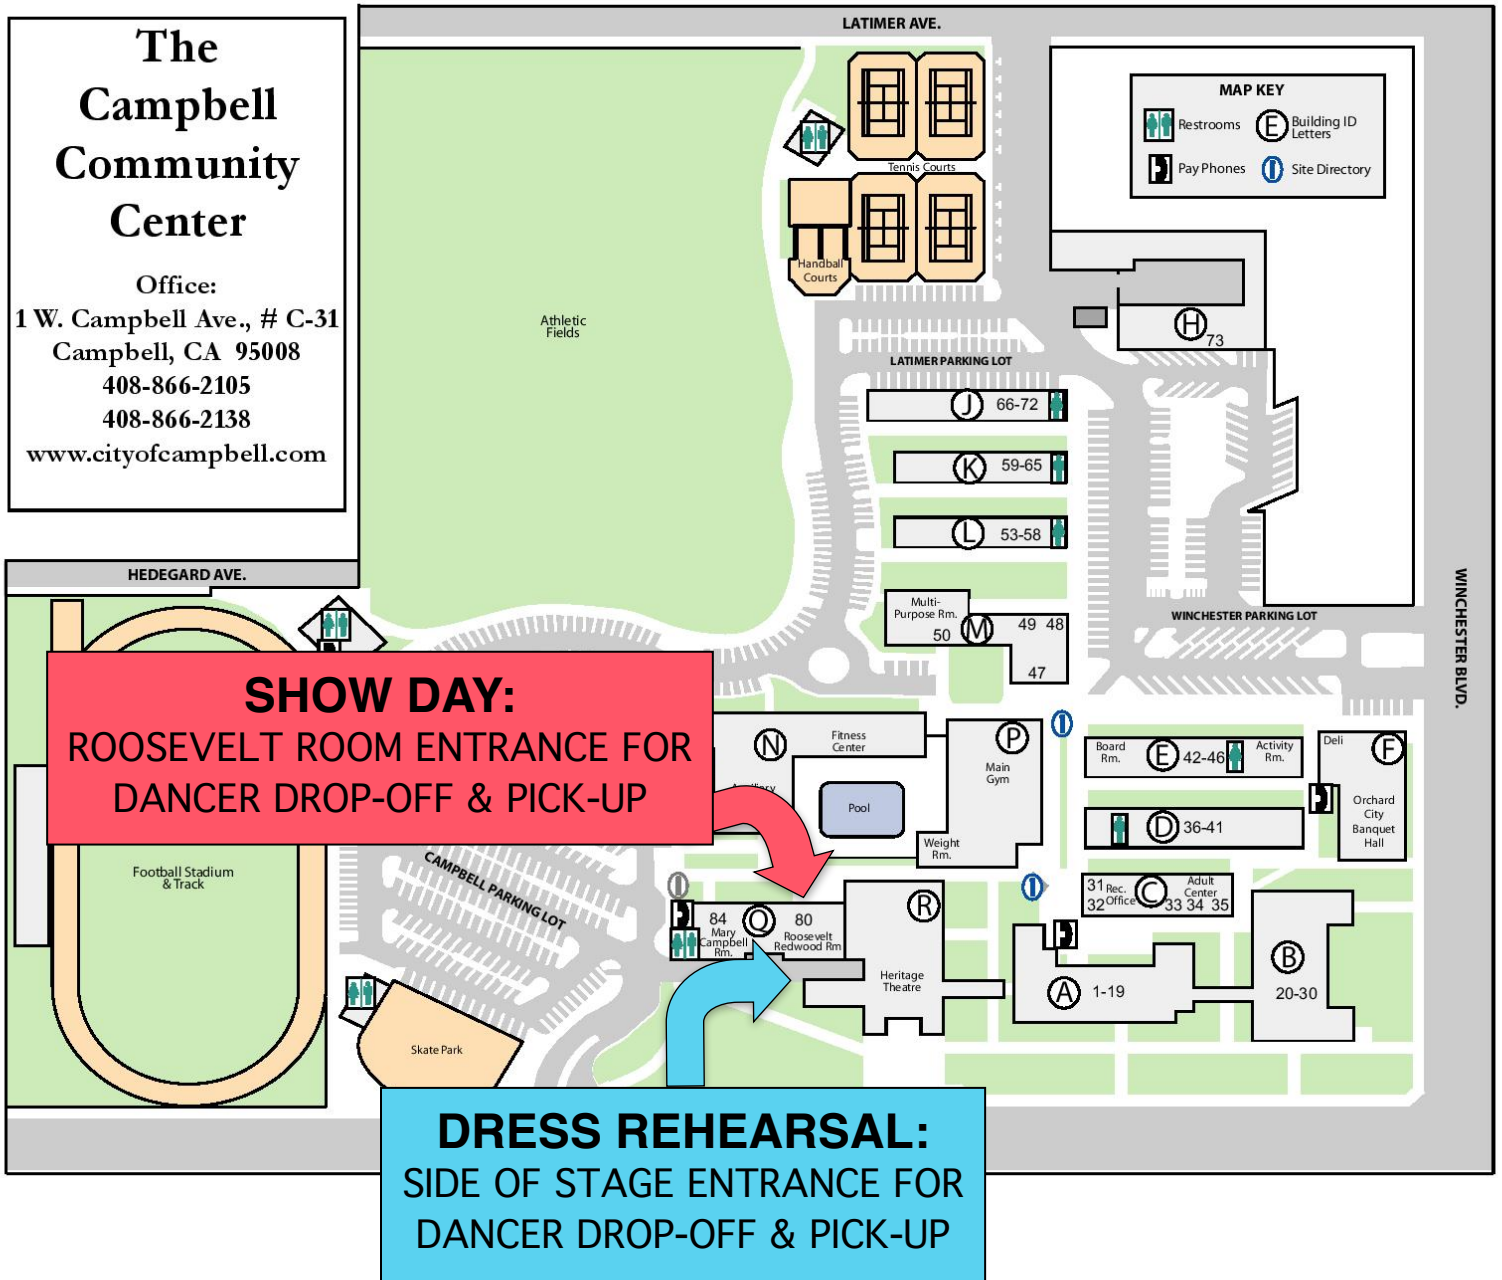 The
Campbell
Community
Center
Office:
1 W. Campbell Ave., # C-31
Campbell, CA 95008
408-866-2105
408-866-2138
www.cityofcampbell.com
LATIMER AVE.
MAP KEY
Restrooms
E
Building ID
Letters
Pay Phones
Site Directory
Tennis Courts
Handball
Courts
Athletic
Fields
H
73
LATIMER PARKING LOT
J
66-72
K
59-65
L
53-58
HEDEGARD AVE.
WINCHESTER BLVD.
WINCHESTER PARKING LOT
Multi-
Purpose Rm.
50
M
49 48
47
SHOW DAY:
ROOSEVELT ROOM ENTRANCE FOR
DANCER DROP-OFF & PICK-UP
N
Fitness
Center
P
Main
Gym
Pool
Weight
Rm.
Board
Rm.
E
42-46
Activity
Rm.
Deli
F
Orchard
City
Banquet
Hall
D
36-41
Football Stadium
& Track
CAMPBELL PARKING LOT
31 Rec.
32 Office
C
Adult
Center
33 34 35
84
Mary
Campbell
Rm.
Q
80
Roosevelt
Redwood Rm
R
Heritage
Theatre
A
1-19
B
20-30
Skate Park
DRESS REHEARSAL:
SIDE OF STAGE ENTRANCE FOR
DANCER DROP-OFF & PICK-UP